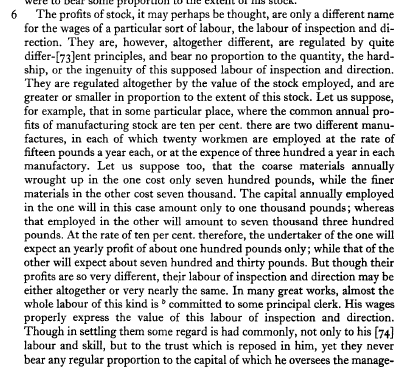 were to bear some proportion to the extent of his stock.
6 The profits of stock, it may perhaps be thought, are only a different name
for the wages of a particular sort of labour, the labour of inspection and di-
rection. They are, however, altogether different, are regulated by quite
differ-[73]ent principles, and bear no proportion to the quantity, the hard-
ship, or the ingenuity of this supposed labour of inspection and direction.
They are regulated altogether by the value of the stock employed, and are
greater or smaller in proportion to the extent of this stock. Let us suppose,
for example, that in some particular place, where the common annual pro-
fits of manufacturing stock are ten per cent. there are two different manu-
factures, in each of which twenty workmen are employed at the rate of
fifteen pounds a year each, or at the expence of three hundred a year in each
manufactory. Let us suppose too, that the coarse materials annually
wrought up in the one cost only seven hundred pounds, while the finer
materials in the other cost seven thousand. The capital annually employed
in the one will in this case amount only to one thousand pounds; whereas
that employed in the other will amount to seven thousand three hundred
pounds. At the rate of ten per cent. therefore, the undertaker of the one will
expect an yearly profit of about one hundred pounds only; while that of the
other will expect about seven hundred and thirty pounds. But though their
profits are so very different, their labour of inspection and direction may be
either altogether or very nearly the same. In many great works, almost the
whole labour of this kind is b committed to some principal clerk. His wages
properly express the value of this labour of inspection and direction.
Though in settling them some regard is had commonly, not only to his [74]
labour and skill, but to the trust which is reposed in him, yet they never
bear any regular proportion to the capital of which he oversees the manage-